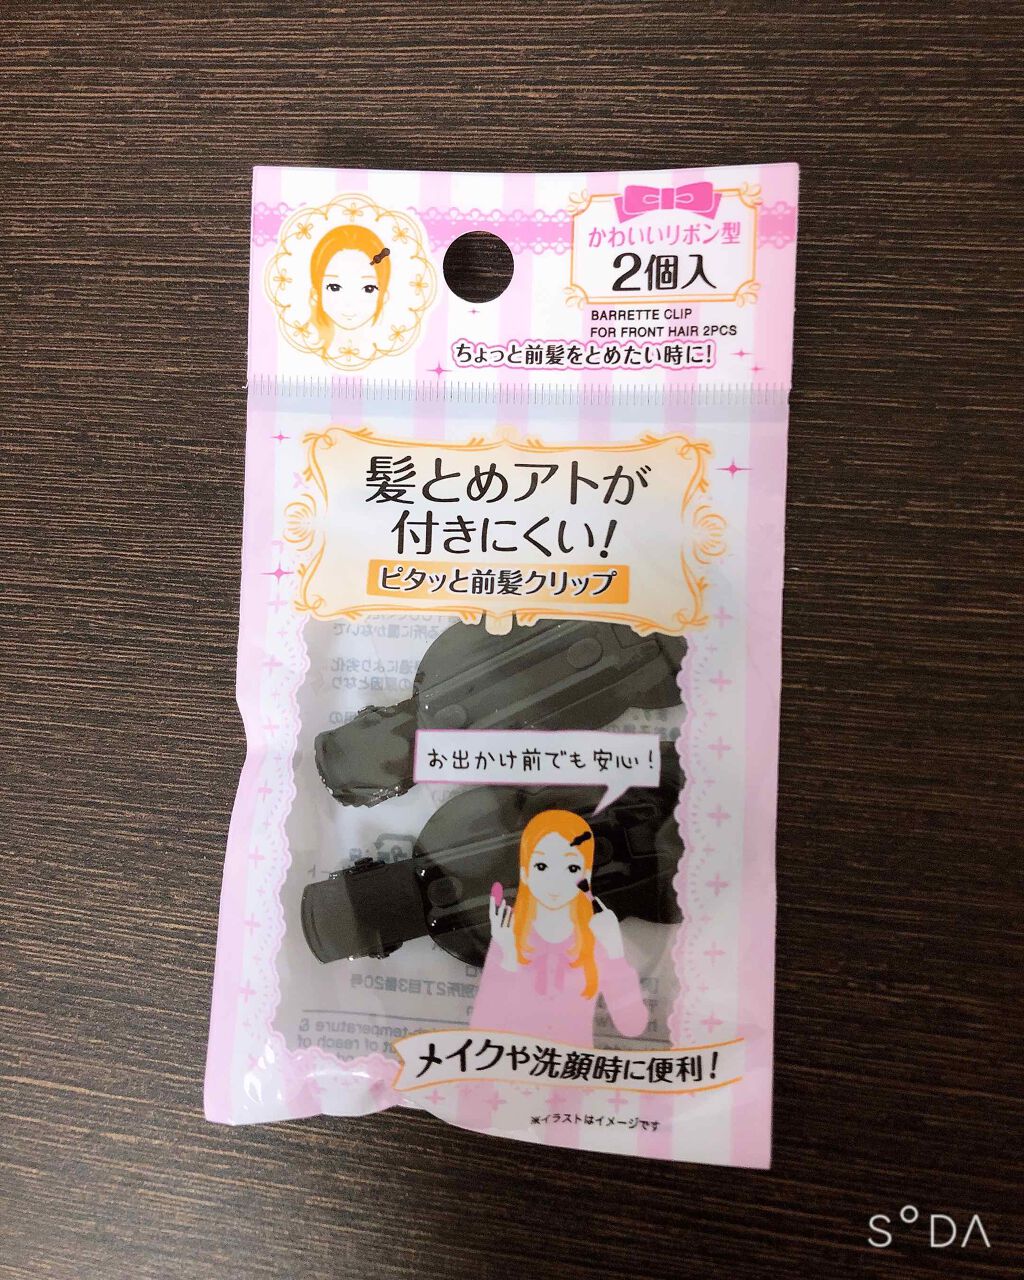 かわいいリボン型
2個入
BARRETTE CLIP
FOR FRONT HAIR 2PCS
ちょっと前髪をとめたい時に!
髪とめアトが
付きにくい!
ピタッと前髪クリップ
お出かけ前でも安心!
メイクや洗顔時に便利!
※イラストはイメージです
SODA